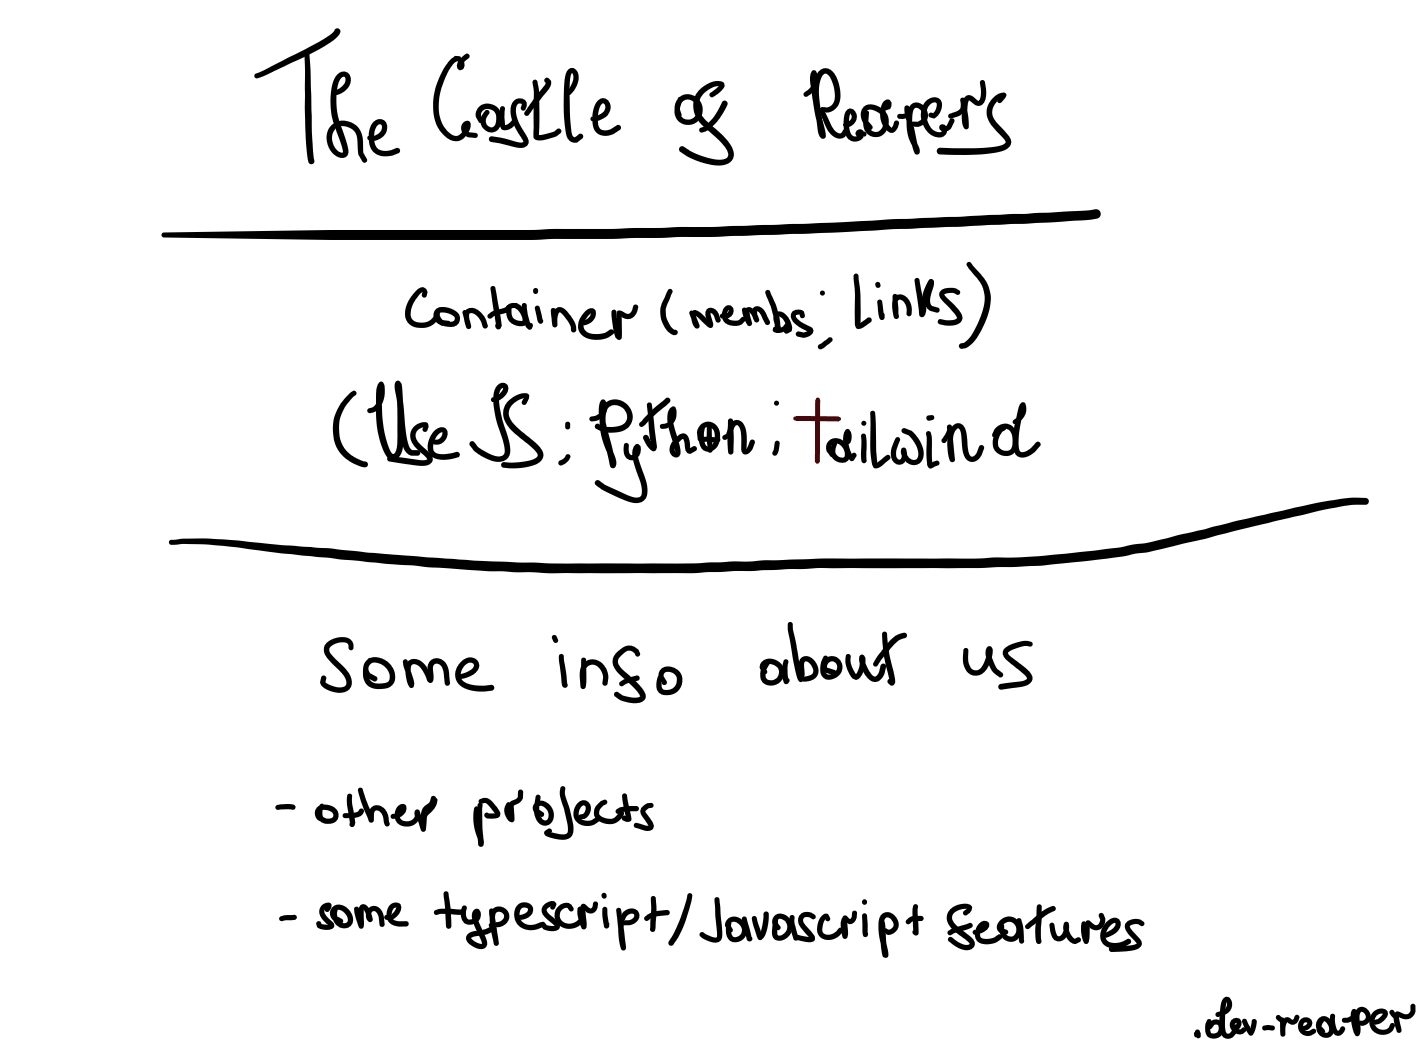 The Castle of Reapers
Container (membs; Links)
(Use JS; Python; tailwind
Some info about us
- other projects
- some typescript/Javascript features
.dev-reaper